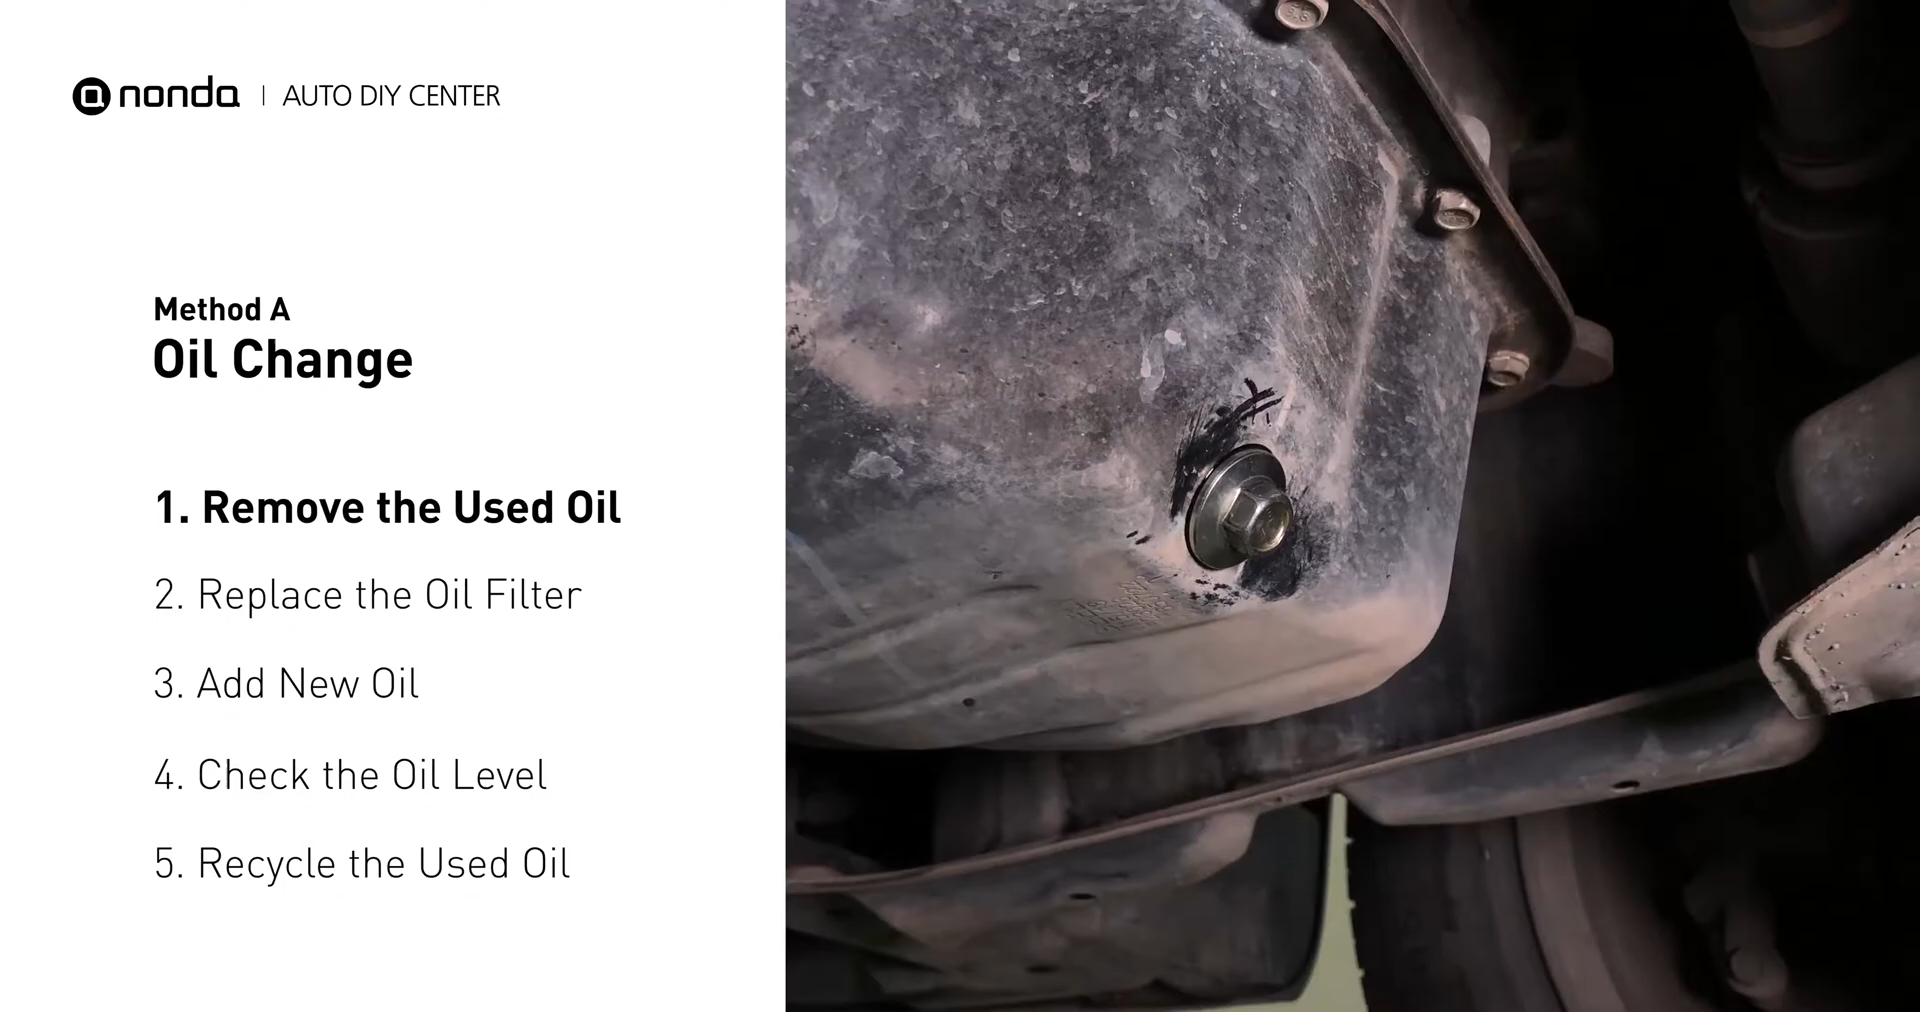 nonda | AUTO DIY CENTER
Method A
Oil Change
1. Remove the Used Oil
2. Replace the Oil Filter
3. Add New Oil
4. Check the Oil Level
5. Recycle the Used Oil